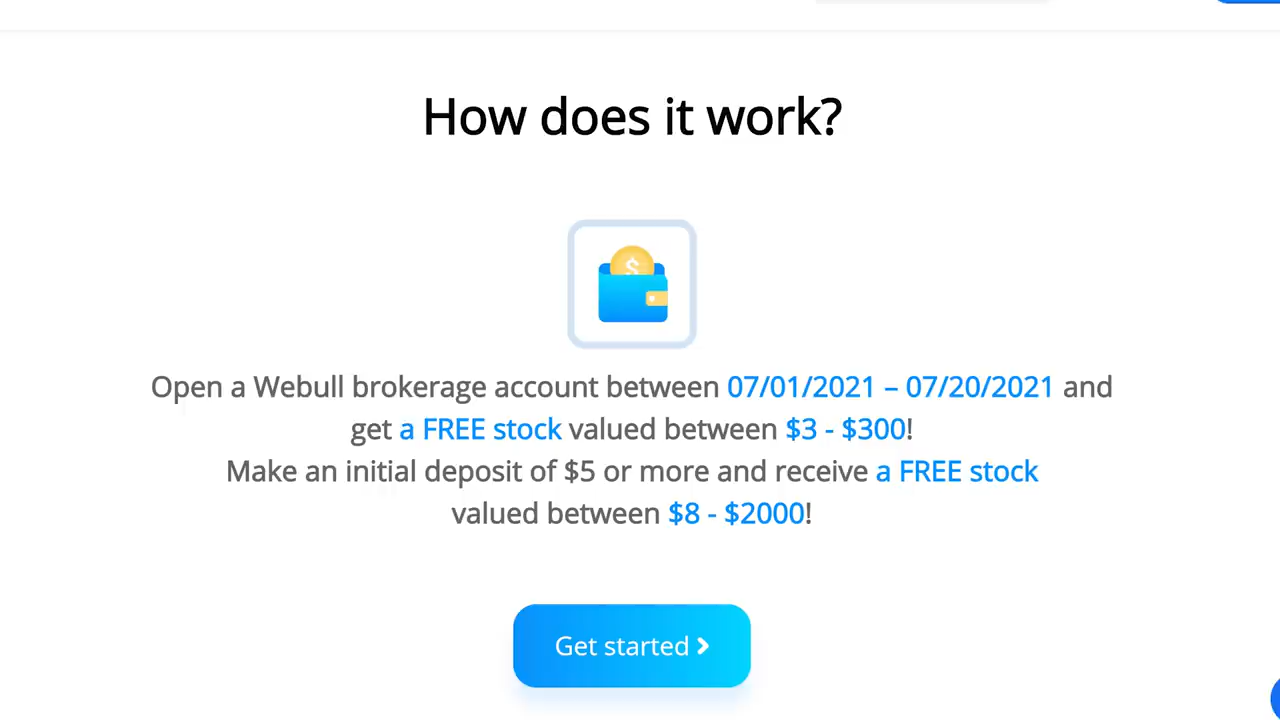 How does it work?
$
Open a Webull brokerage account between 07/01/2021 – 07/20/2021 and
get a FREE stock valued between $3 - $300!
Make an initial deposit of $5 or more and receive a FREE stock
valued between $8 - $2000!
Get started